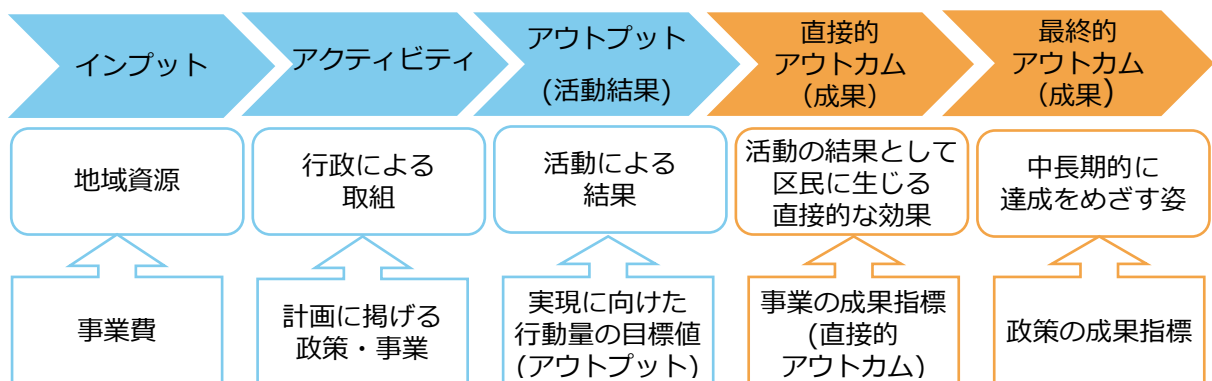 インプット
アクティビティ
アウトプット
(活動結果)
直接的
アウトカム
(成果)
最終的
アウトカム
(成果)
地域資源
行政による
取組
活動による
結果
活動の結果として
区民に生じる
直接的な効果
中長期的に
達成をめざす姿
事業費
計画に掲げる
政策・事業
実現に向けた
行動量の目標値
(アウトプット)
事業の成果指標
(直接的
アウトカム)
政策の成果指標